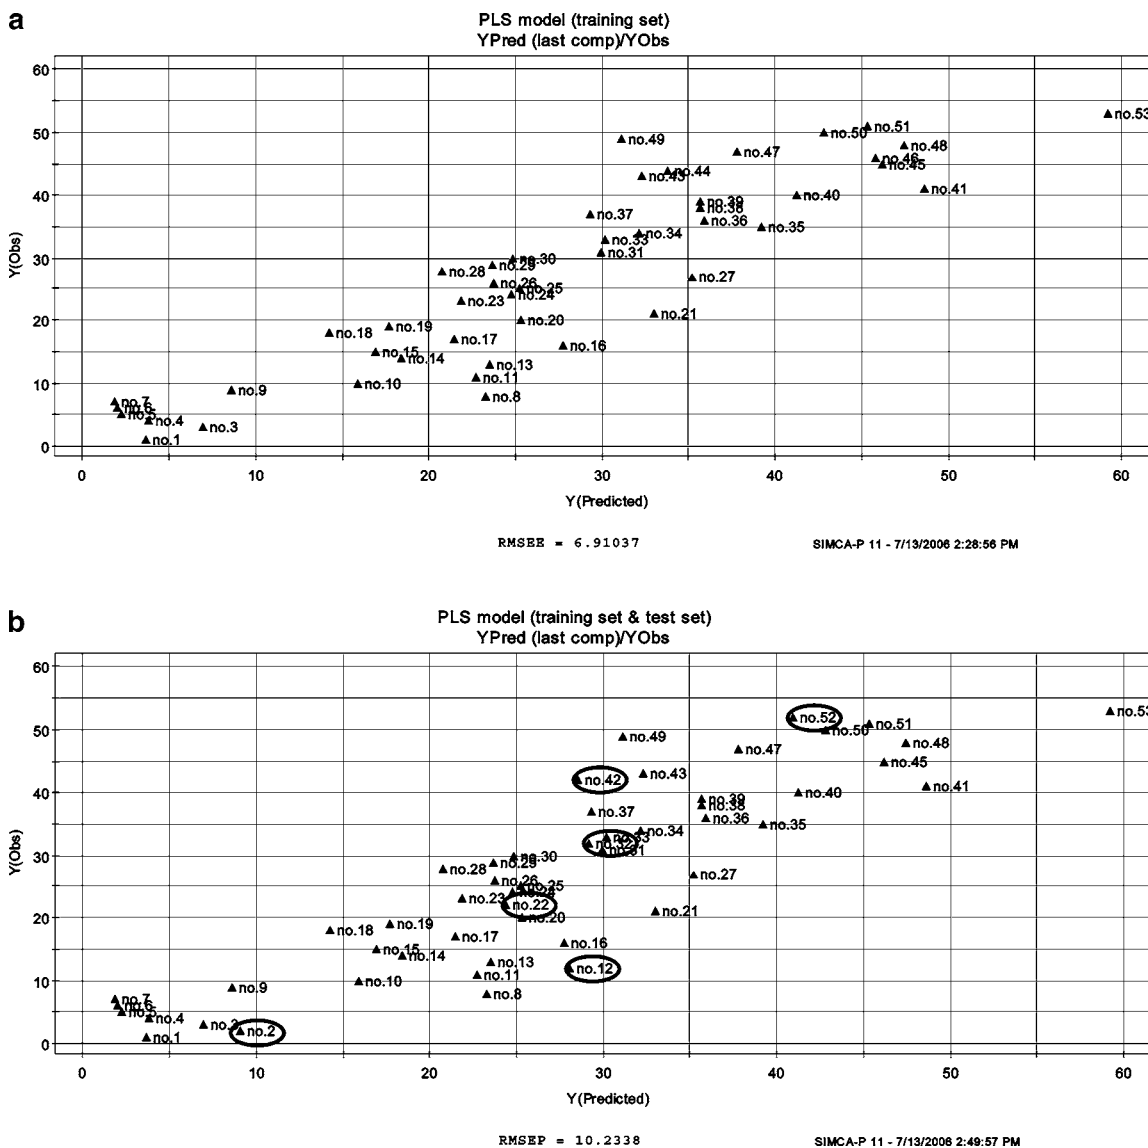 a
PLS model (training set)
YPred (last comp)/YObs
60
no.53
no.51
50
no.50
no.49
no.48
no.47
no.46
no.45
no.44
no.43
no.41
40
no.40
no.39
no.38
no.37
no.36
no.35
no.34
no.33
no.31
30
no.30
no.29
no.28
no.27
no.26
no.25
no.24
no.23
no.21
20
no.20
no.19
no.18
no.17
no.16
no.15
no.14
no.13
no.11
10
no.10
no.9
no.8
no.7
no.6
no.5
no.4
no.3
no.1
0
Y(Obs)
0 10 20 30 40 50 60
Y(Predicted)
RMSEE = 6.91037
SIMCA-P 11 - 7/13/2006 2:28:56 PM
b
PLS model (training set & test set)
YPred (last comp)/YObs
60
no.53
no.52
no.51
50
no.50
no.49
no.48
no.47
no.45
no.43
no.42
no.41
40
no.40
no.39
no.38
no.37
no.36
no.35
no.34
no.33
no.32
no.31
30
no.30
no.29
no.28
no.27
no.26
no.25
no.24
no.23
no.22
no.21
20
no.20
no.19
no.18
no.17
no.16
no.15
no.14
no.13
no.12
no.11
10
no.10
no.9
no.8
no.7
no.6
no.5
no.4
no.3
no.2
no.1
0
Y(Obs)
0 10 20 30 40 50 60
Y(Predicted)
RMSEP = 10.2338
SIMCA-P 11 - 7/13/2006 2:49:57 PM